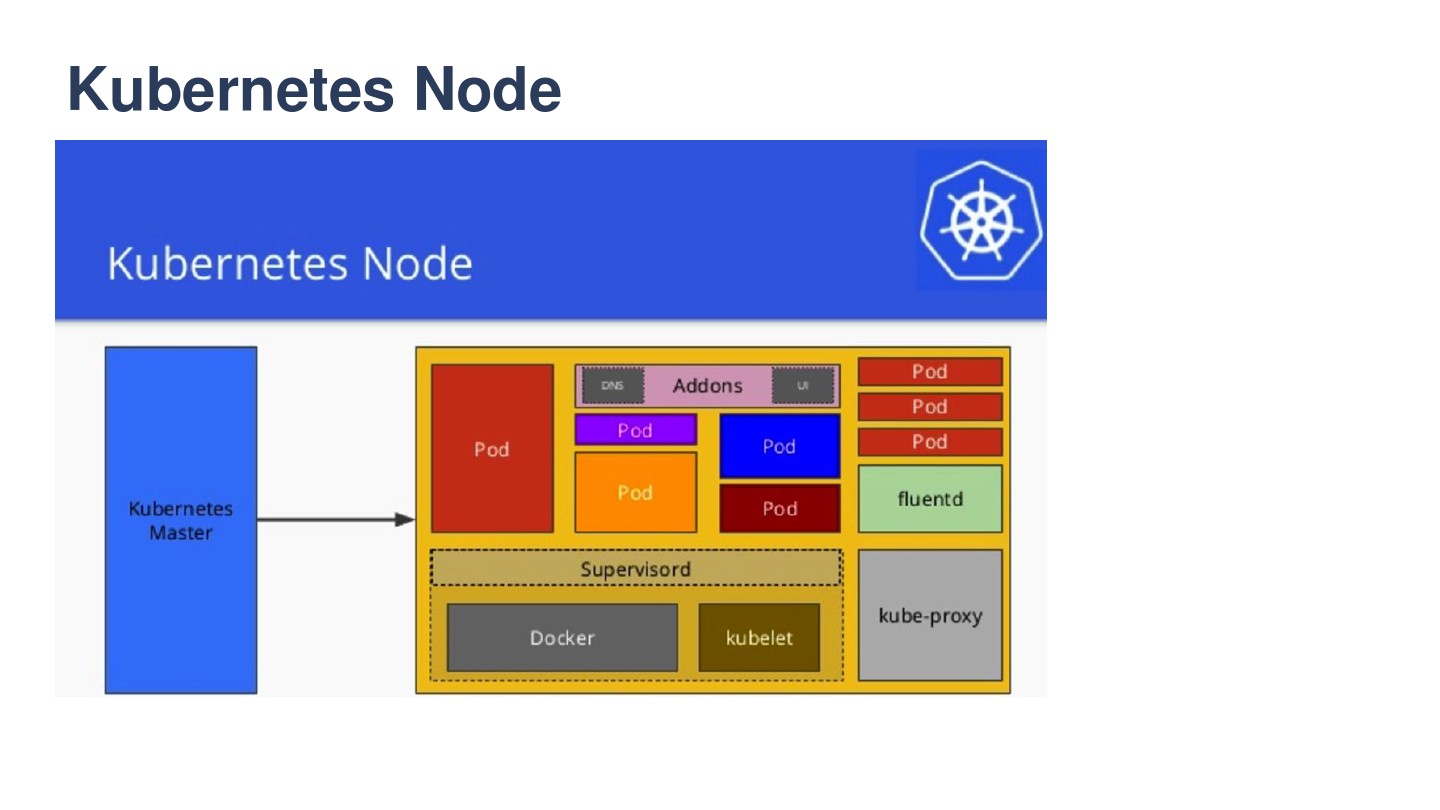 Kubernetes Node
Kubernetes Node
Kubernetes
Master
Pod
DNS
Addons
UI
Pod
Pod
Pod
Pod
Pod
Pod
Pod
fluentd
Supervisord
Docker
kubelet
kube-proxy